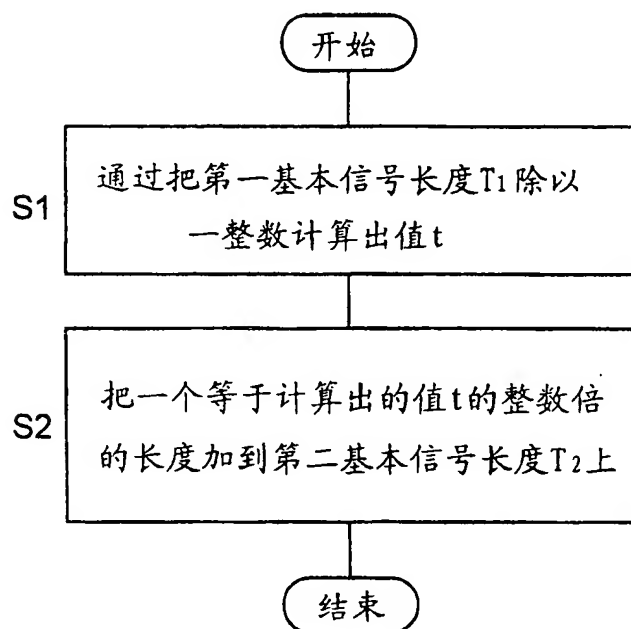 开始
S1
通过把第一基本信号长度T₁除以
一整数计算出值t
S2
把一个等于计算出的值t的整数倍
的长度加到第二基本信号长度T₂上
结束